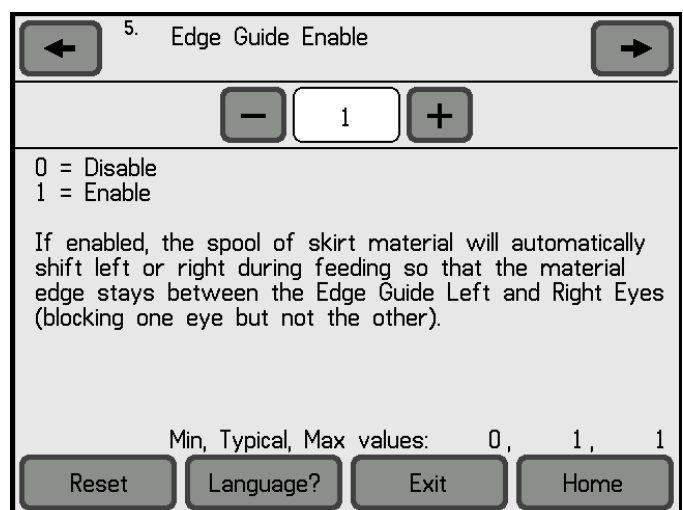 5. Edge Guide Enable
− 1 +
0 = Disable
1 = Enable
If enabled, the spool of skirt material will automatically
shift left or right during feeding so that the material
edge stays between the Edge Guide Left and Right Eyes
(blocking one eye but not the other).
Min, Typical, Max values: 0, 1, 1
Reset Language? Exit Home